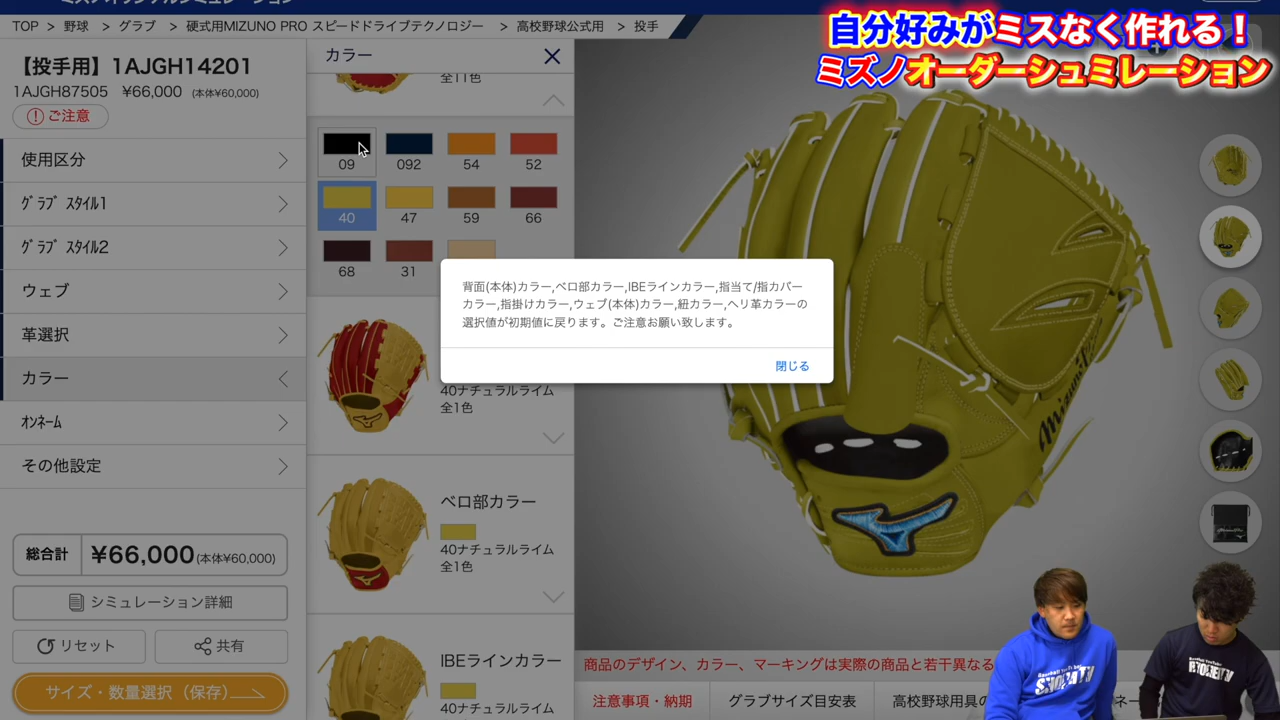 TOP > 野球 > グラブ > 硬式用MIZUNO PRO スピードドライブテクノロジー > 高校野球公式用 > 投手
自分好みがミスなく作れる!
ミズノオーダーシュミレーション
【投手用】1AJGH14201
1AJGH87505 ¥66,000 (本体¥60,000)
ご注意
使用区分
グラブ スタイル1
グラブ スタイル2
ウェブ
革選択
カラー
オンネーム
その他設定
総合計 ¥66,000(本体¥60,000)
シミュレーション詳細
リセット 共有
サイズ・数量選択(保存)
カラー
全11色
09 092 54 52
40 47 59 66
68 31
40ナチュラルライム
全1色
ベロ部カラー
40ナチュラルライム
全1色
IBEラインカラー
40ナチュラルライム
背面(本体)カラー,ベロ部カラー,IBEラインカラー,指当て/指カバー
カラー,指掛けカラー,ウェブ(本体)カラー,紐カラー,ヘリ革カラーの
選択値が初期値に戻ります。ご注意お願い致します。
閉じる
商品のデザイン、カラー、マーキングは実際の商品と若干異なる
注意事項・納期 グラブサイズ目安表 高校野球用具の